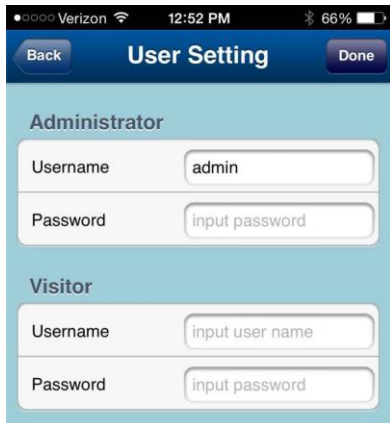 Verizon 12:52 PM 66%
Back User Setting Done
Administrator
Username admin
Password input password
Visitor
Username input user name
Password input password